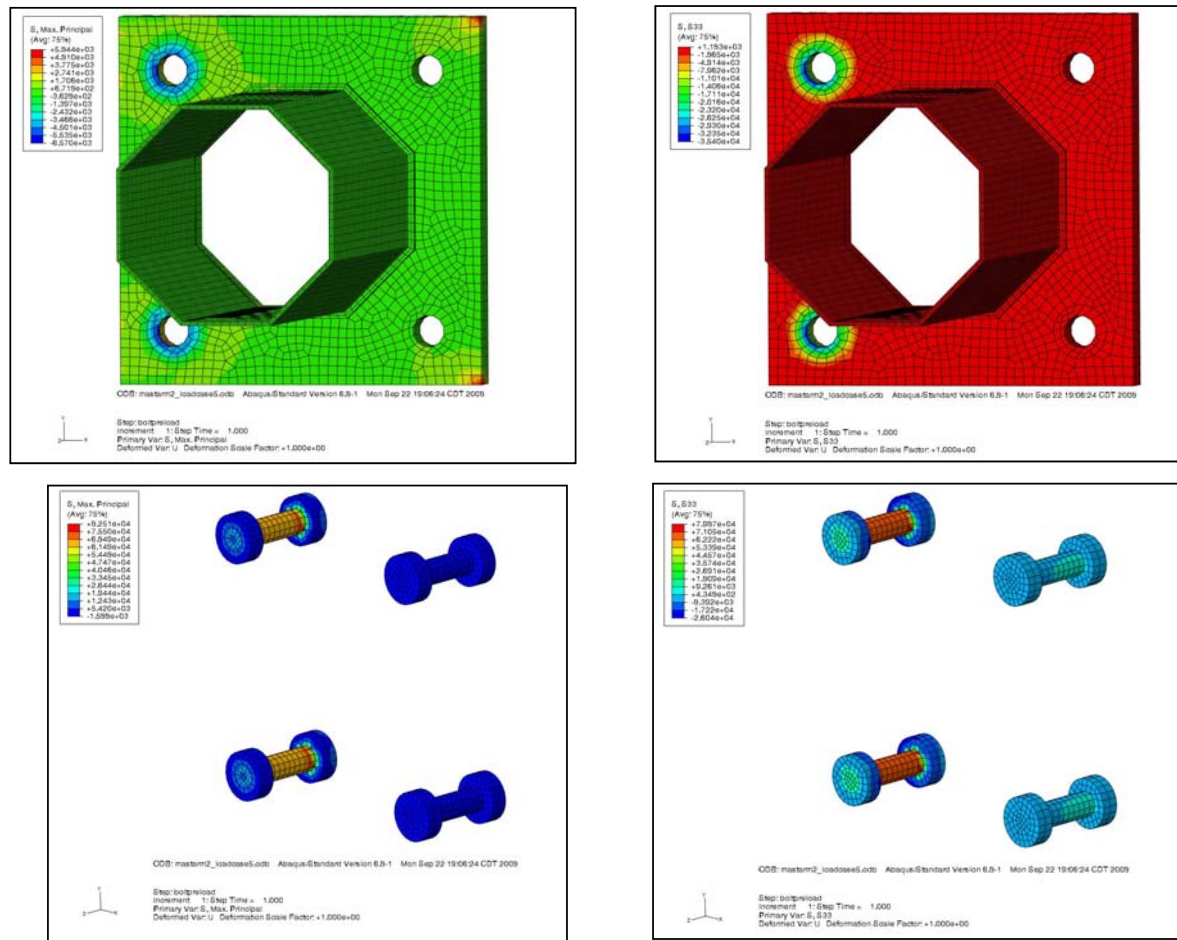 S, Max. Principal
(Avg: 75%)
+5.944e+03
+4.910e+03
+3.775e+03
+2.741e+03
+1.706e+03
+6.719e+02
-3.628e+02
-1.397e+03
-2.432e+03
-3.466e+03
-4.501e+03
-5.535e+03
-6.570e+03
Y
Z X
ODB: mastarm2_loadcase5.odb Abaqus/Standard Version 6.8-1 Mon Sep 22 19:06:24 CDT 2009
Step: boltpreload
Increment 1: Step Time = 1.000
Primary Var: S, Max. Principal
Deformed Var: U Deformation Scale Factor: +1.000e+00
S, S33
(Avg: 75%)
+1.193e+03
-1.865e+03
-4.914e+03
-7.962e+03
-1.101e+04
-1.406e+04
-1.711e+04
-2.016e+04
-2.320e+04
-2.625e+04
-2.930e+04
-3.235e+04
-3.540e+04
Y
Z X
ODB: mastarm2_loadcase5.odb Abaqus/Standard Version 6.8-1 Mon Sep 22 19:06:24 CDT 2009
Step: boltpreload
Increment 1: Step Time = 1.000
Primary Var: S, S33
Deformed Var: U Deformation Scale Factor: +1.000e+00
S, Max. Principal
(Avg: 75%)
+8.251e+04
+7.550e+04
+6.849e+04
+6.149e+04
+5.448e+04
+4.747e+04
+4.046e+04
+3.345e+04
+2.644e+04
+1.944e+04
+1.243e+04
+5.420e+03
-1.588e+03
Y
Z X
ODB: mastarm2_loadcase5.odb Abaqus/Standard Version 6.8-1 Mon Sep 22 19:06:24 CDT 2009
Step: boltpreload
Increment 1: Step Time = 1.000
Primary Var: S, Max. Principal
Deformed Var: U Deformation Scale Factor: +1.000e+00
S, S33
(Avg: 75%)
+7.987e+04
+7.105e+04
+6.222e+04
+5.339e+04
+4.457e+04
+3.574e+04
+2.691e+04
+1.809e+04
+9.261e+03
+4.349e+02
-8.392e+03
-1.722e+04
-2.604e+04
Y
Z X
ODB: mastarm2_loadcase5.odb Abaqus/Standard Version 6.8-1 Mon Sep 22 19:06:24 CDT 2009
Step: boltpreload
Increment 1: Step Time = 1.000
Primary Var: S, S33
Deformed Var: U Deformation Scale Factor: +1.000e+00